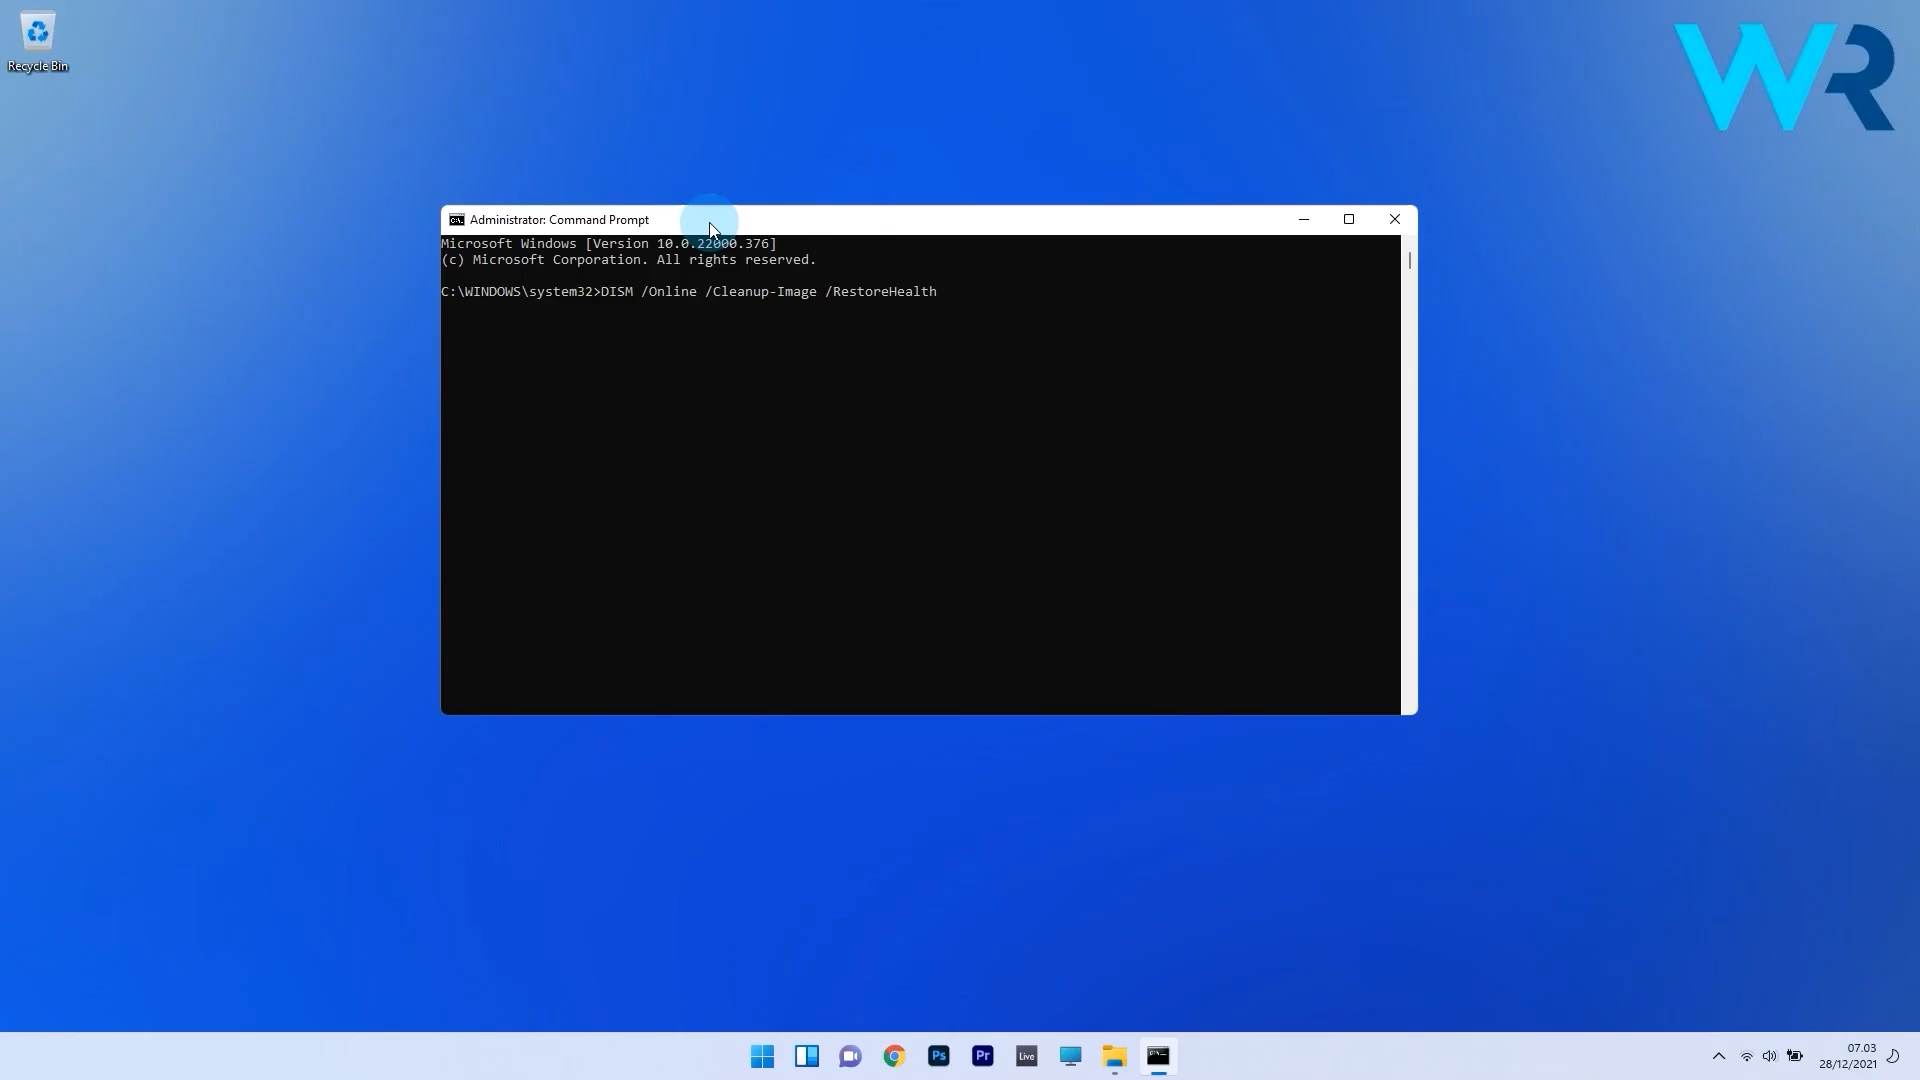 Recycle Bin
WR
Administrator: Command Prompt
Microsoft Windows [Version 10.0.22000.376]
(c) Microsoft Corporation. All rights reserved.
C:\WINDOWS\system32>DISM /Online /Cleanup-Image /RestoreHealth
Ps
Pr
Live
07.03
28/12/2021